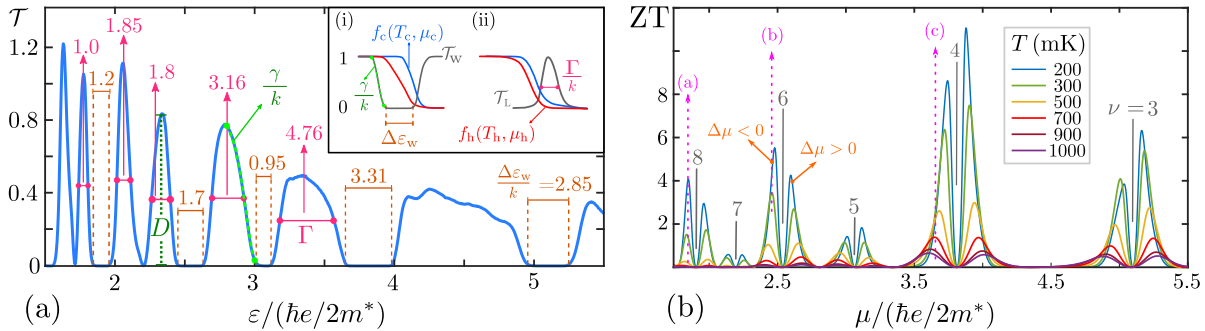 𝒯
1.2
0.8
0.4
0
2
3
4
5
(a)
ε/(ħe/2m*)
1.0
1.2
1.85
1.8
D
1.7
3.16
γ/k
0.95
4.76
Γ
3.31
Δε_w/k =2.85
(i)
f_c(T_c, μ_c)
𝒯_W
1
0
γ/k
Δε_w
(ii)
Γ/k
𝒯_L
f_h(T_h, μ_h)
ZT
10
8
6
4
2
2.5
3.5
4.5
5.5
(b)
μ/(ħe/2m*)
(a)
8
7
(b)
6
Δμ < 0
Δμ > 0
5
(c)
4
ν = 3
T (mK)
200
300
500
700
900
1000